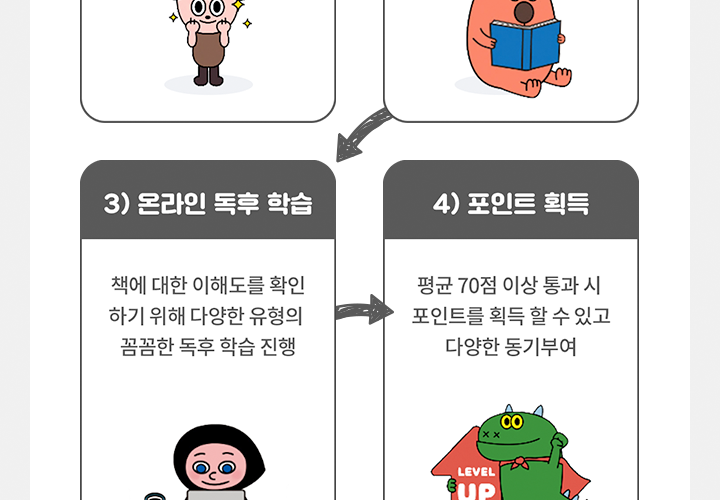 3) 온라인 독후 학습
책에 대한 이해도를 확인
하기 위해 다양한 유형의
꼼꼼한 독후 학습 진행
4) 포인트 획득
평균 70점 이상 통과 시
포인트를 획득 할 수 있고
다양한 동기부여
LEVEL
UP